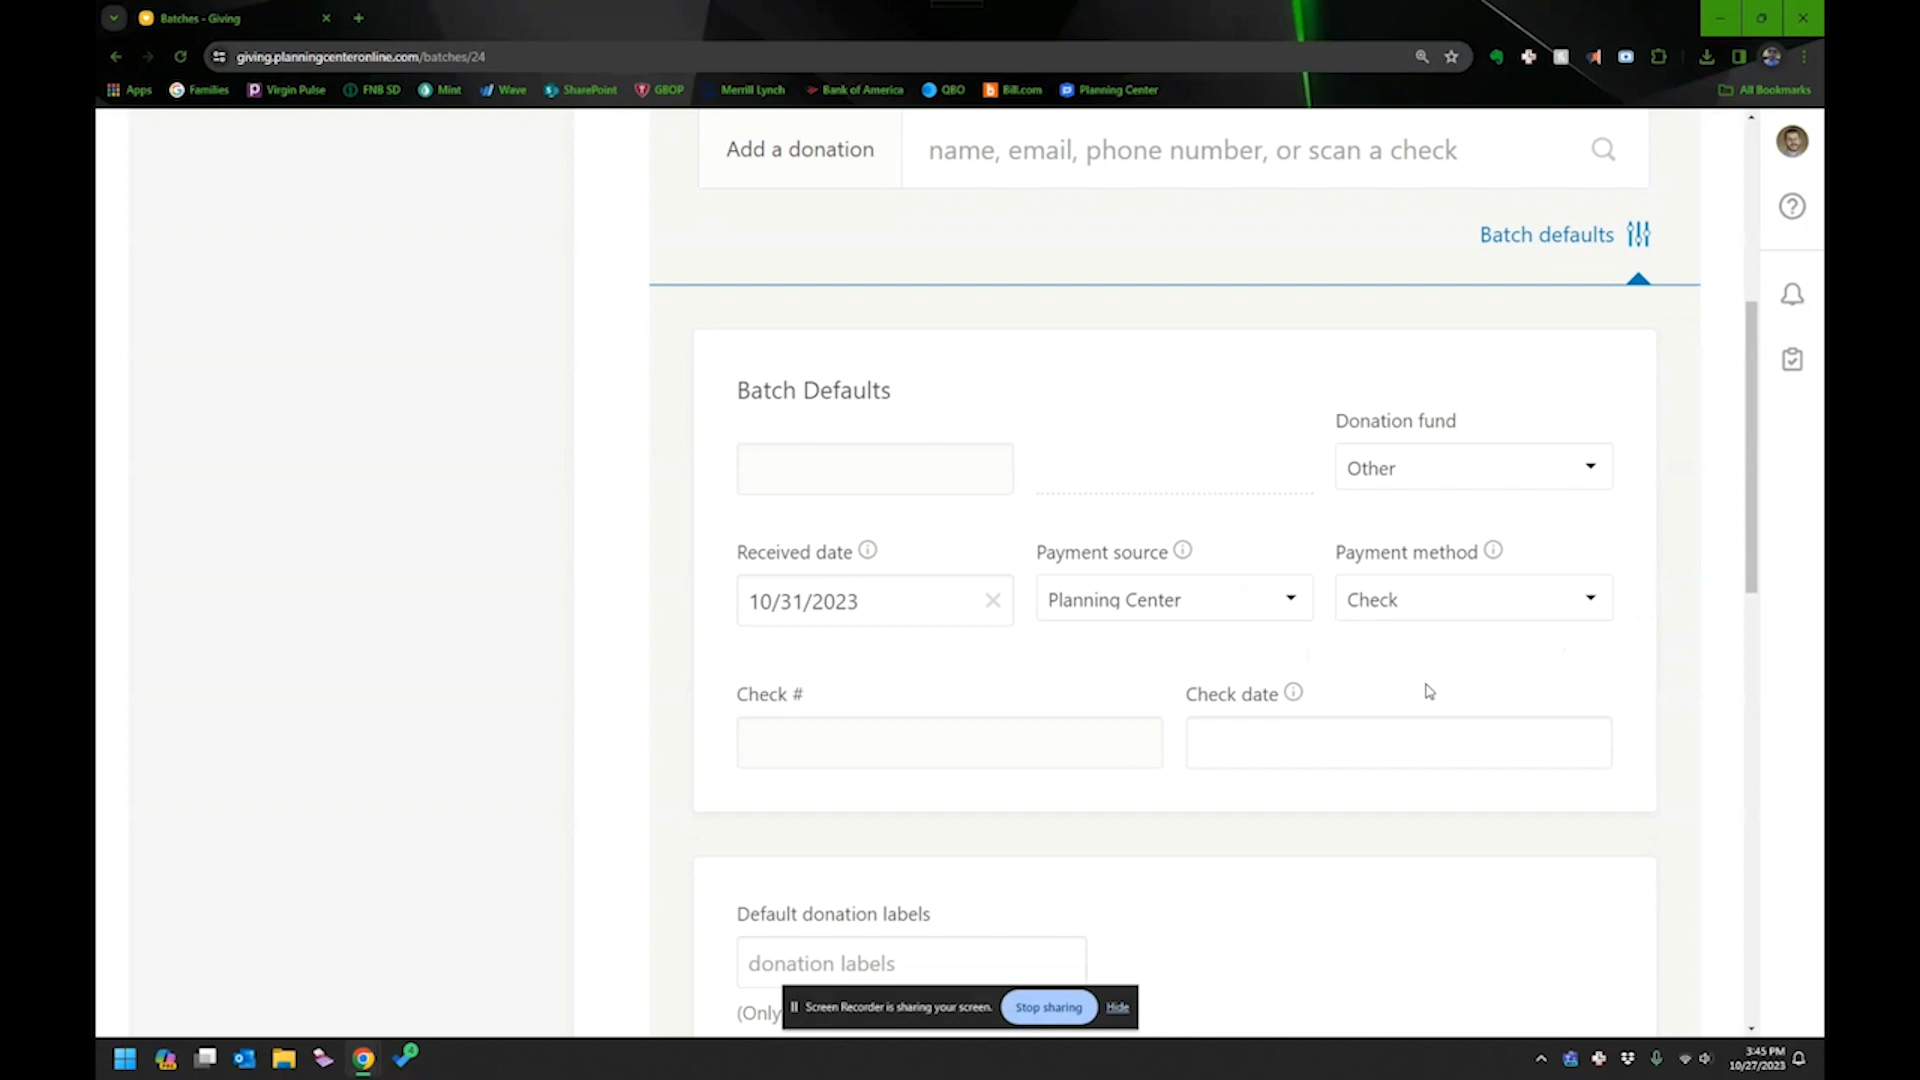 Batches - Giving
giving.planningcenteronline.com/batches/24
Apps Families Virgin Pulse FNB SD Mint Wave SharePoint GBOP Merrill Lynch Bank of America QBO Bill.com Planning Center All Bookmarks
Add a donation name, email, phone number, or scan a check
Batch defaults
Batch Defaults
Donation fund
Other
Received date Payment source Payment method
10/31/2023 Planning Center Check
Check # Check date
Default donation labels
donation labels
(Only
Screen Recorder is sharing your screen. Stop sharing Hide
4
3:45 PM
10/27/2023